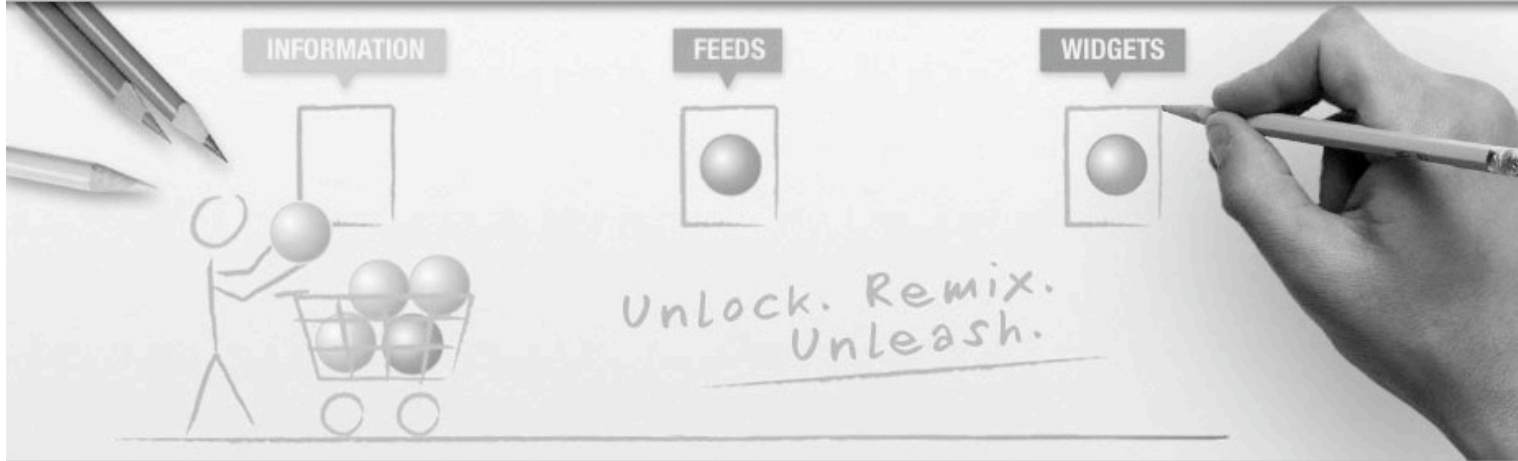 INFORMATION
FEEDS
WIDGETS
Unlock. Remix.
Unleash.